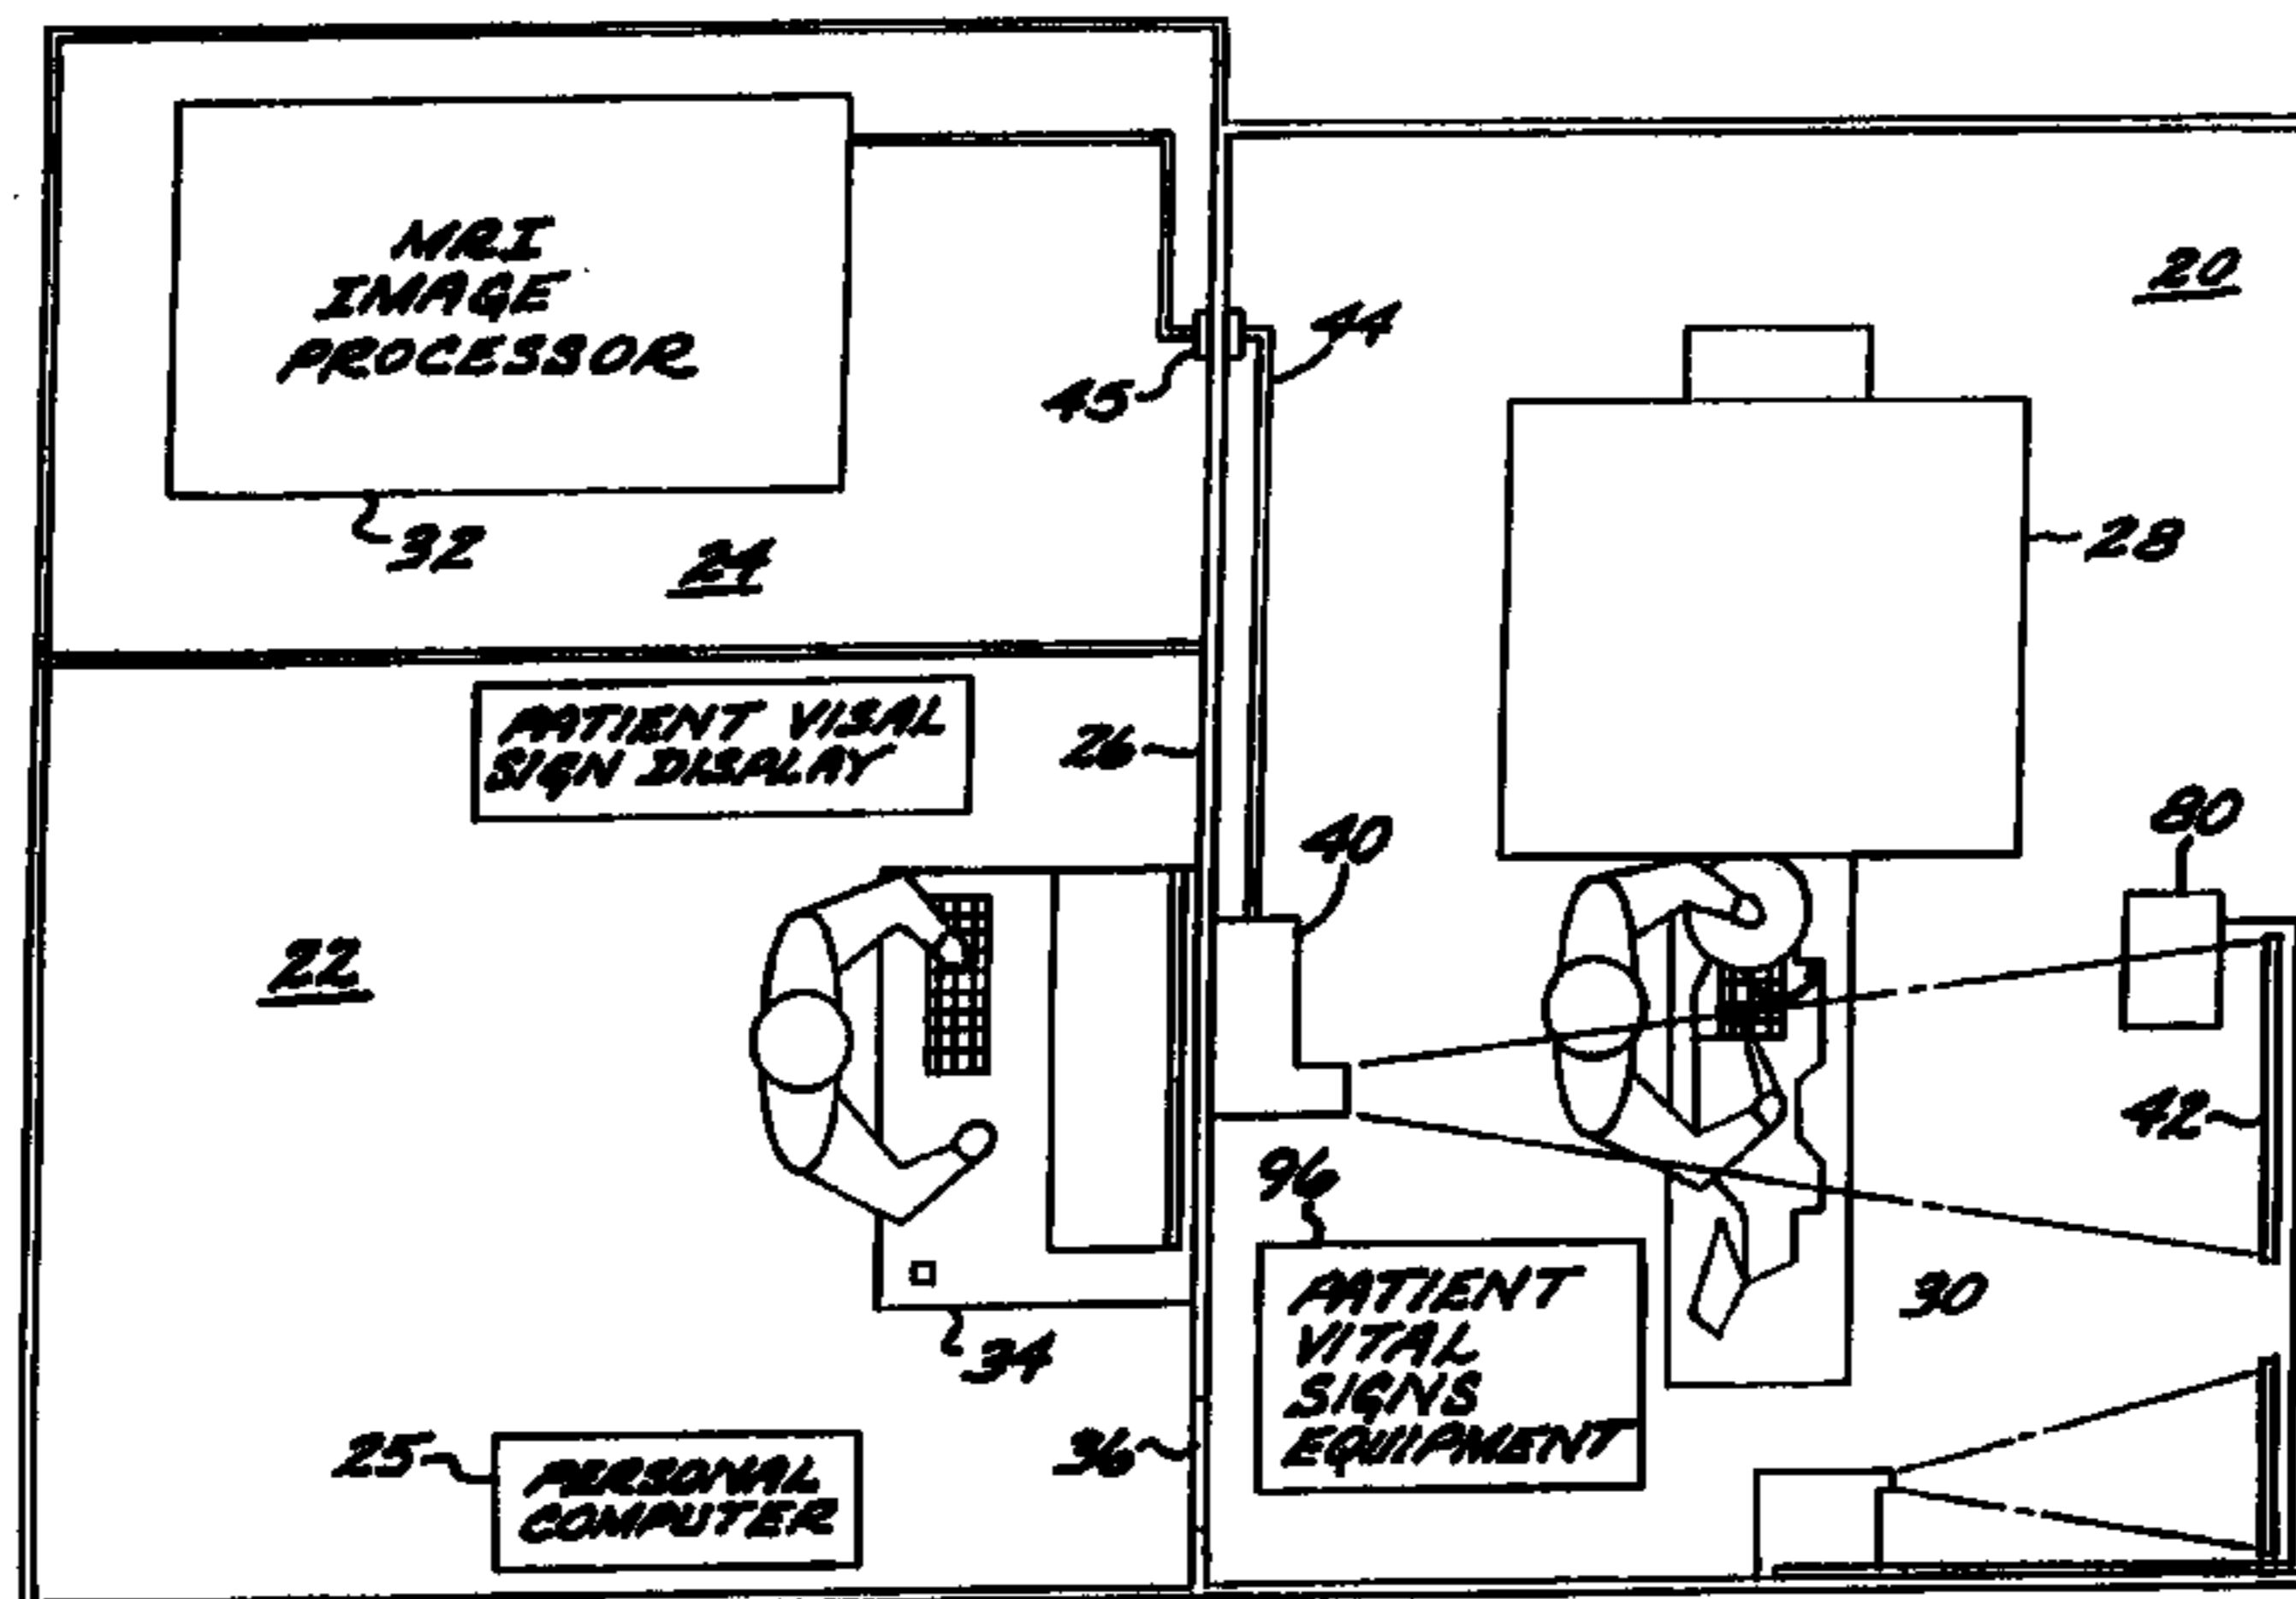 MRI
IMAGE
PROCESSOR
20
44
45
32
24
28
PATIENT VISAL
SIGN DISPLAY
26
80
40
22
42
96
PATIENT
VITAL
SIGNS
EQUIPMENT
30
34
25
PERSONAL
COMPUTER
36